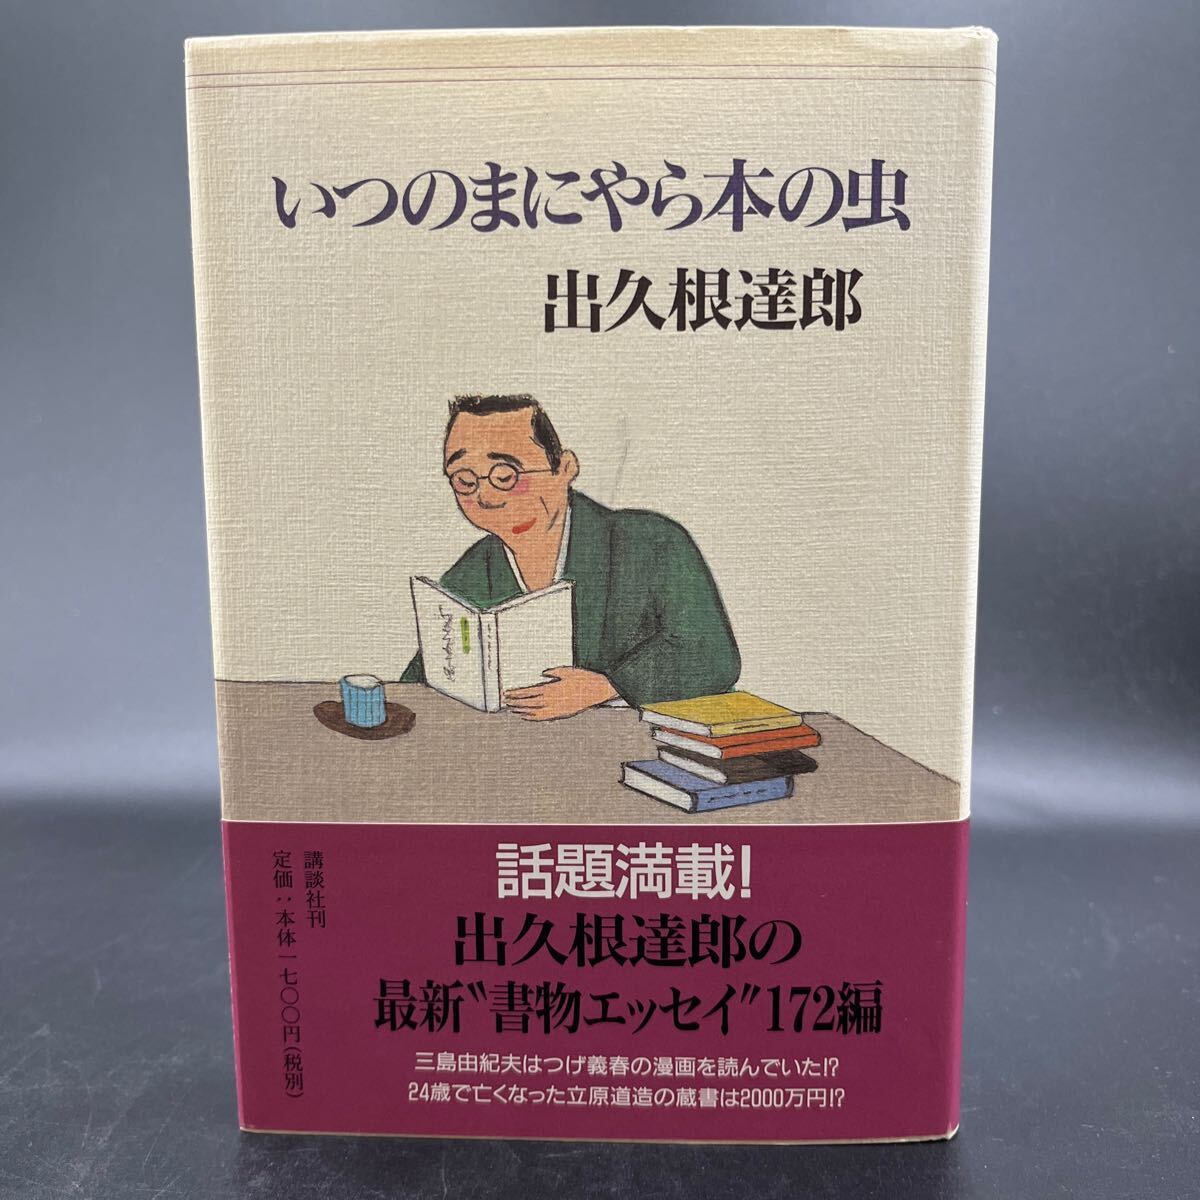 いつのまにやら本の虫
出久根達郎
話題満載!
出久根達郎の
最新〝書物エッセイ〟172編
三島由紀夫はつげ義春の漫画を読んでいた!?
24歳で亡くなった立原道造の蔵書は2000万円!?
講談社刊
定価：本体一七〇〇円(税別)